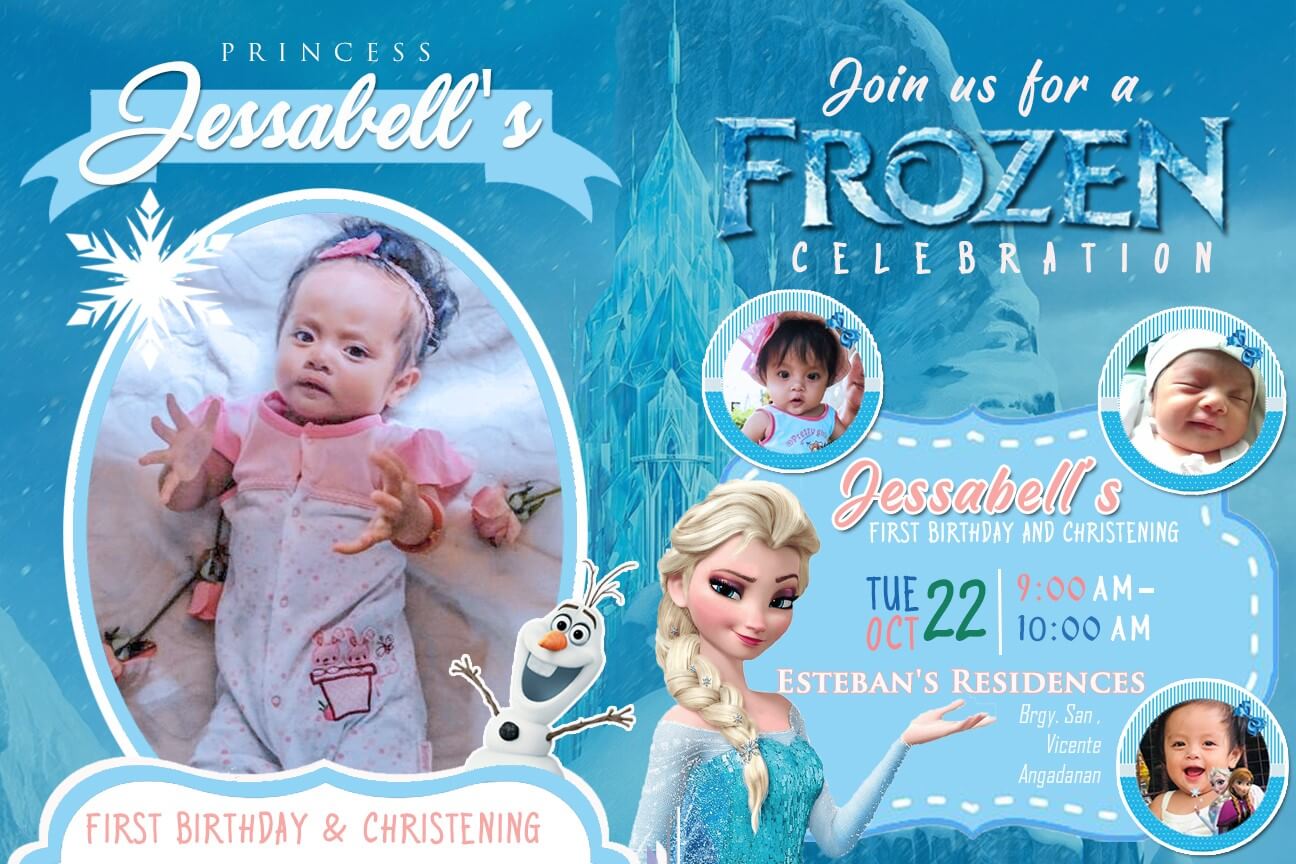 PRINCESS
Jessabell's
FIRST BIRTHDAY & CHRISTENING
Join us for a
FROZEN
CELEBRATION
Jessabell's
FIRST BIRTHDAY AND CHRISTENING
TUE
OCT
22
9:00 AM-
10:00 AM
ESTEBAN'S RESIDENCES
Brgy. San ,
Vicente
Angadanan